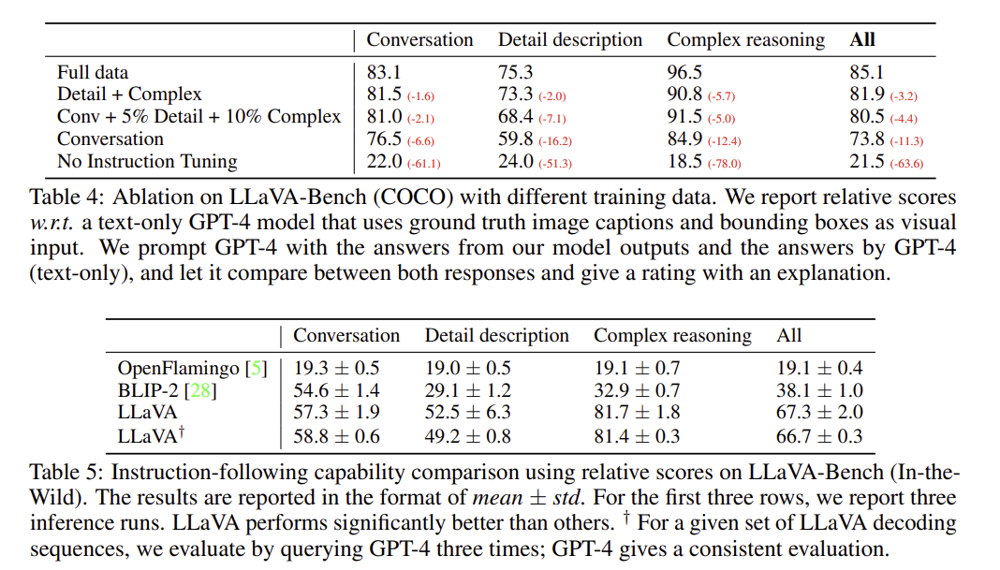 Conversation Detail description Complex reasoning All
Full data 83.1 75.3 96.5 85.1
Detail + Complex 81.5 (-1.6) 73.3 (-2.0) 90.8 (-5.7) 81.9 (-3.2)
Conv + 5% Detail + 10% Complex 81.0 (-2.1) 68.4 (-7.1) 91.5 (-5.0) 80.5 (-4.4)
Conversation 76.5 (-6.6) 59.8 (-16.2) 84.9 (-12.4) 73.8 (-11.3)
No Instruction Tuning 22.0 (-61.1) 24.0 (-51.3) 18.5 (-78.0) 21.5 (-63.6)
Table 4: Ablation on LLaVA-Bench (COCO) with different training data. We report relative scores
w.r.t. a text-only GPT-4 model that uses ground truth image captions and bounding boxes as visual
input. We prompt GPT-4 with the answers from our model outputs and the answers by GPT-4
(text-only), and let it compare between both responses and give a rating with an explanation.
Conversation Detail description Complex reasoning All
OpenFlamingo [5] 19.3 ± 0.5 19.0 ± 0.5 19.1 ± 0.7 19.1 ± 0.4
BLIP-2 [28] 54.6 ± 1.4 29.1 ± 1.2 32.9 ± 0.7 38.1 ± 1.0
LLaVA 57.3 ± 1.9 52.5 ± 6.3 81.7 ± 1.8 67.3 ± 2.0
LLaVA† 58.8 ± 0.6 49.2 ± 0.8 81.4 ± 0.3 66.7 ± 0.3
Table 5: Instruction-following capability comparison using relative scores on LLaVA-Bench (In-the-
Wild). The results are reported in the format of mean ± std. For the first three rows, we report three
inference runs. LLaVA performs significantly better than others. † For a given set of LLaVA decoding
sequences, we evaluate by querying GPT-4 three times; GPT-4 gives a consistent evaluation.